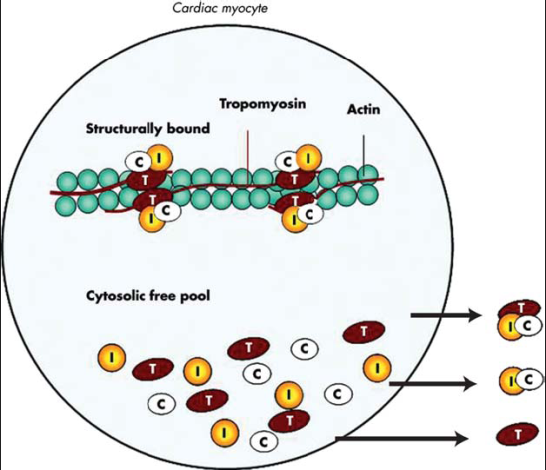 Cardiac myocyte
Tropomyosin
Actin
Structurally bound
C I C I
T T
T T
I C I C
Cytosolic free pool
T
T C
I T I I
C
T I C
C T
I C
T
I C
I C
T